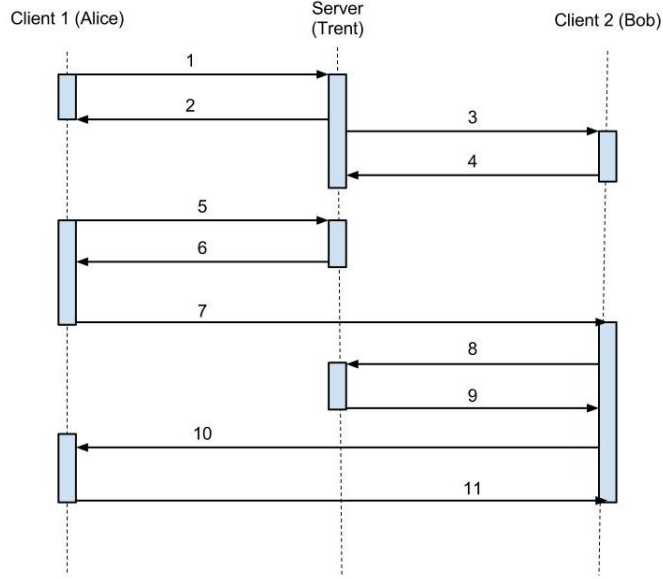 Client 1 (Alice)
Server
(Trent)
Client 2 (Bob)
1
2
3
4
5
6
7
8
9
10
11